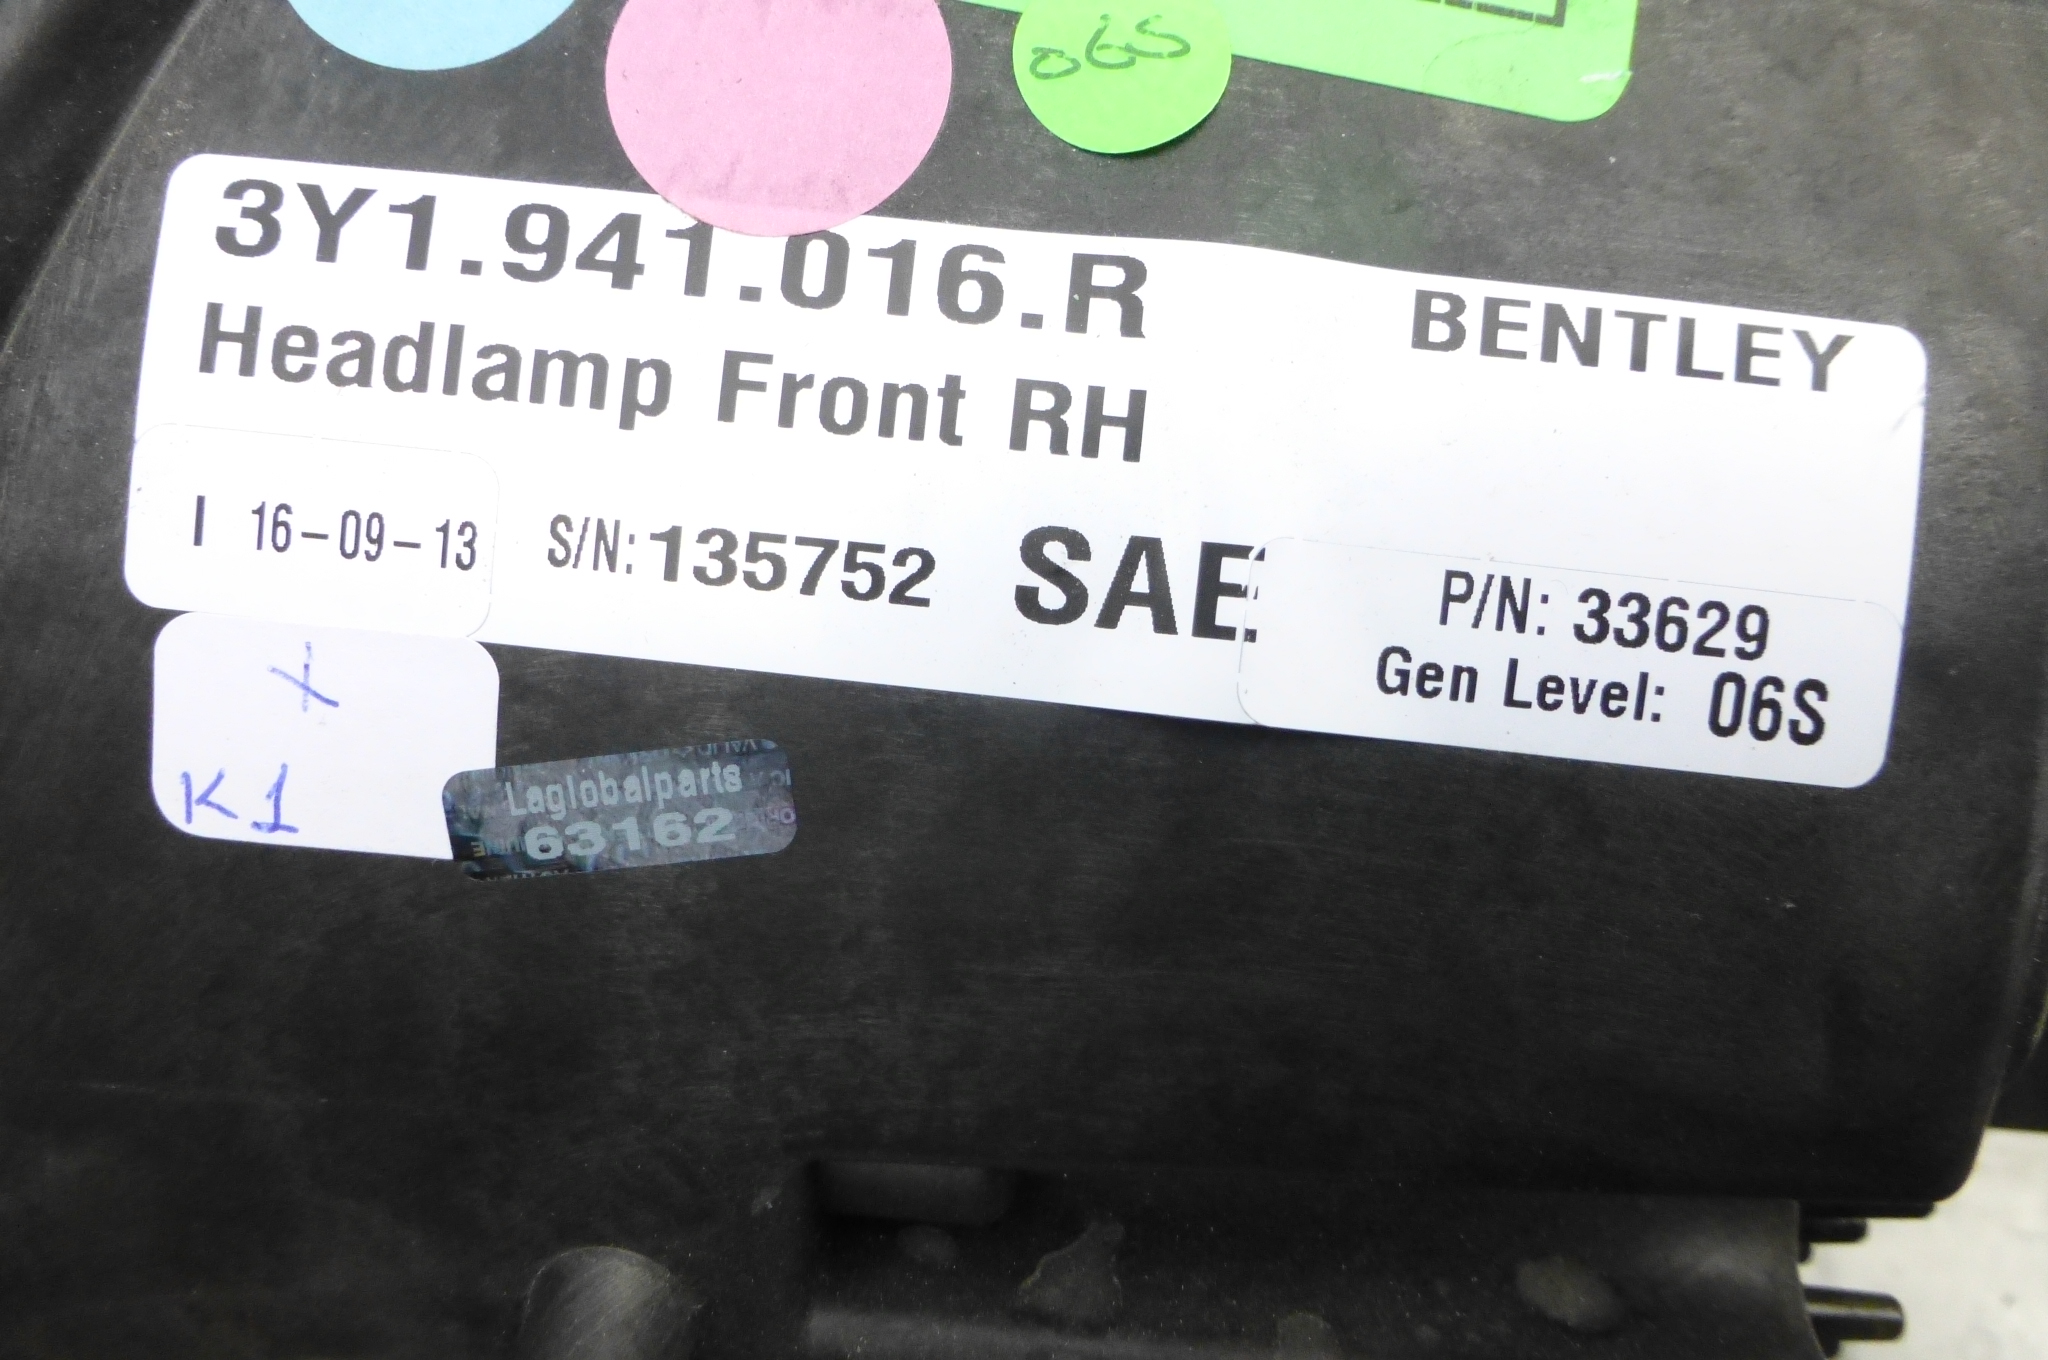 06S
3Y1.941.016.R
BENTLEY
Headlamp Front RH
I 16-09-13
S/N: 135752
SAE
P/N: 33629
Gen Level: 06S
X
K1
Laglobalparts
63162